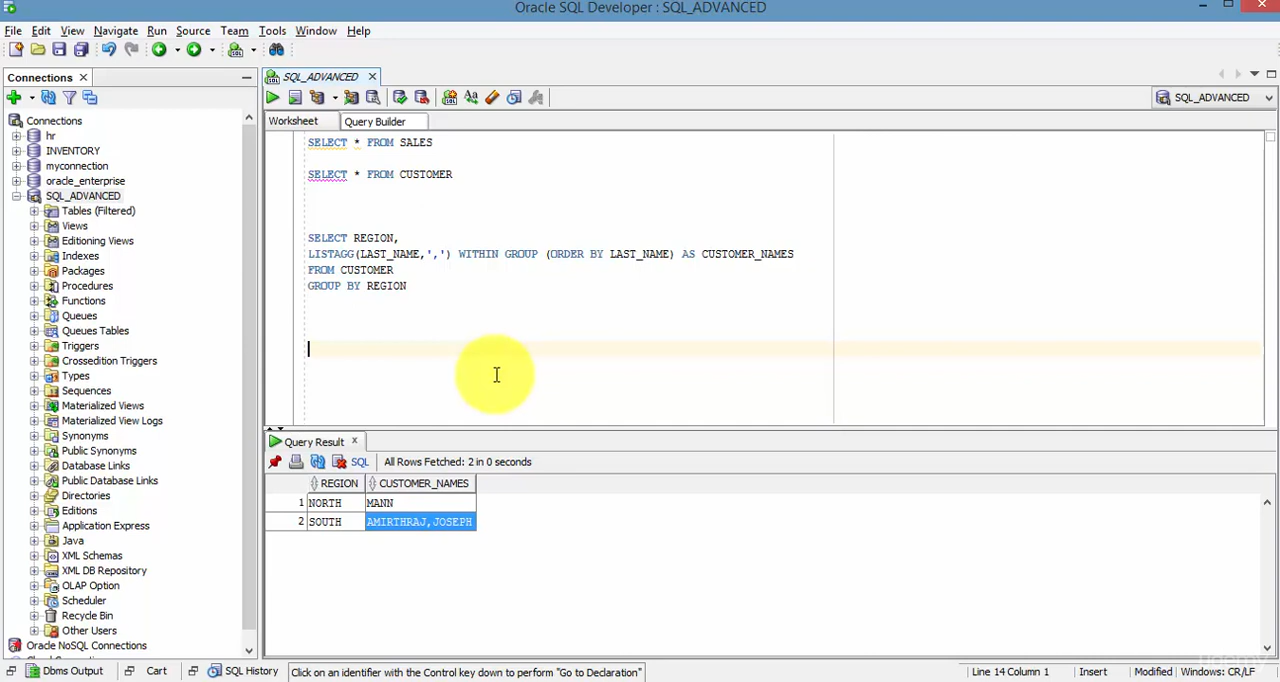 Oracle SQL Developer : SQL_ADVANCED
File Edit View Navigate Run Source Team Tools Window Help
Connections
SQL_ADVANCED
SQL_ADVANCED
Worksheet Query Builder
Connections
hr
INVENTORY
myconnection
oracle_enterprise
SQL_ADVANCED
Tables (Filtered)
Views
Editioning Views
Indexes
Packages
Procedures
Functions
Queues
Queues Tables
Triggers
Crossedition Triggers
Types
Sequences
Materialized Views
Materialized View Logs
Synonyms
Public Synonyms
Database Links
Public Database Links
Directories
Editions
Application Express
Java
XML Schemas
XML DB Repository
OLAP Option
Scheduler
Recycle Bin
Other Users
Oracle NoSQL Connections
SELECT * FROM SALES
SELECT * FROM CUSTOMER
SELECT REGION,
LISTAGG(LAST_NAME,',') WITHIN GROUP (ORDER BY LAST_NAME) AS CUSTOMER_NAMES
FROM CUSTOMER
GROUP BY REGION
Query Result
SQL All Rows Fetched: 2 in 0 seconds
REGION CUSTOMER_NAMES
1 NORTH MANN
2 SOUTH AMIRTHRAJ,JOSEPH
Dbms Output Cart SQL History Click on an identifier with the Control key down to perform "Go to Declaration" Line 14 Column 1 Insert Modified Windows: CR/LF
udemy